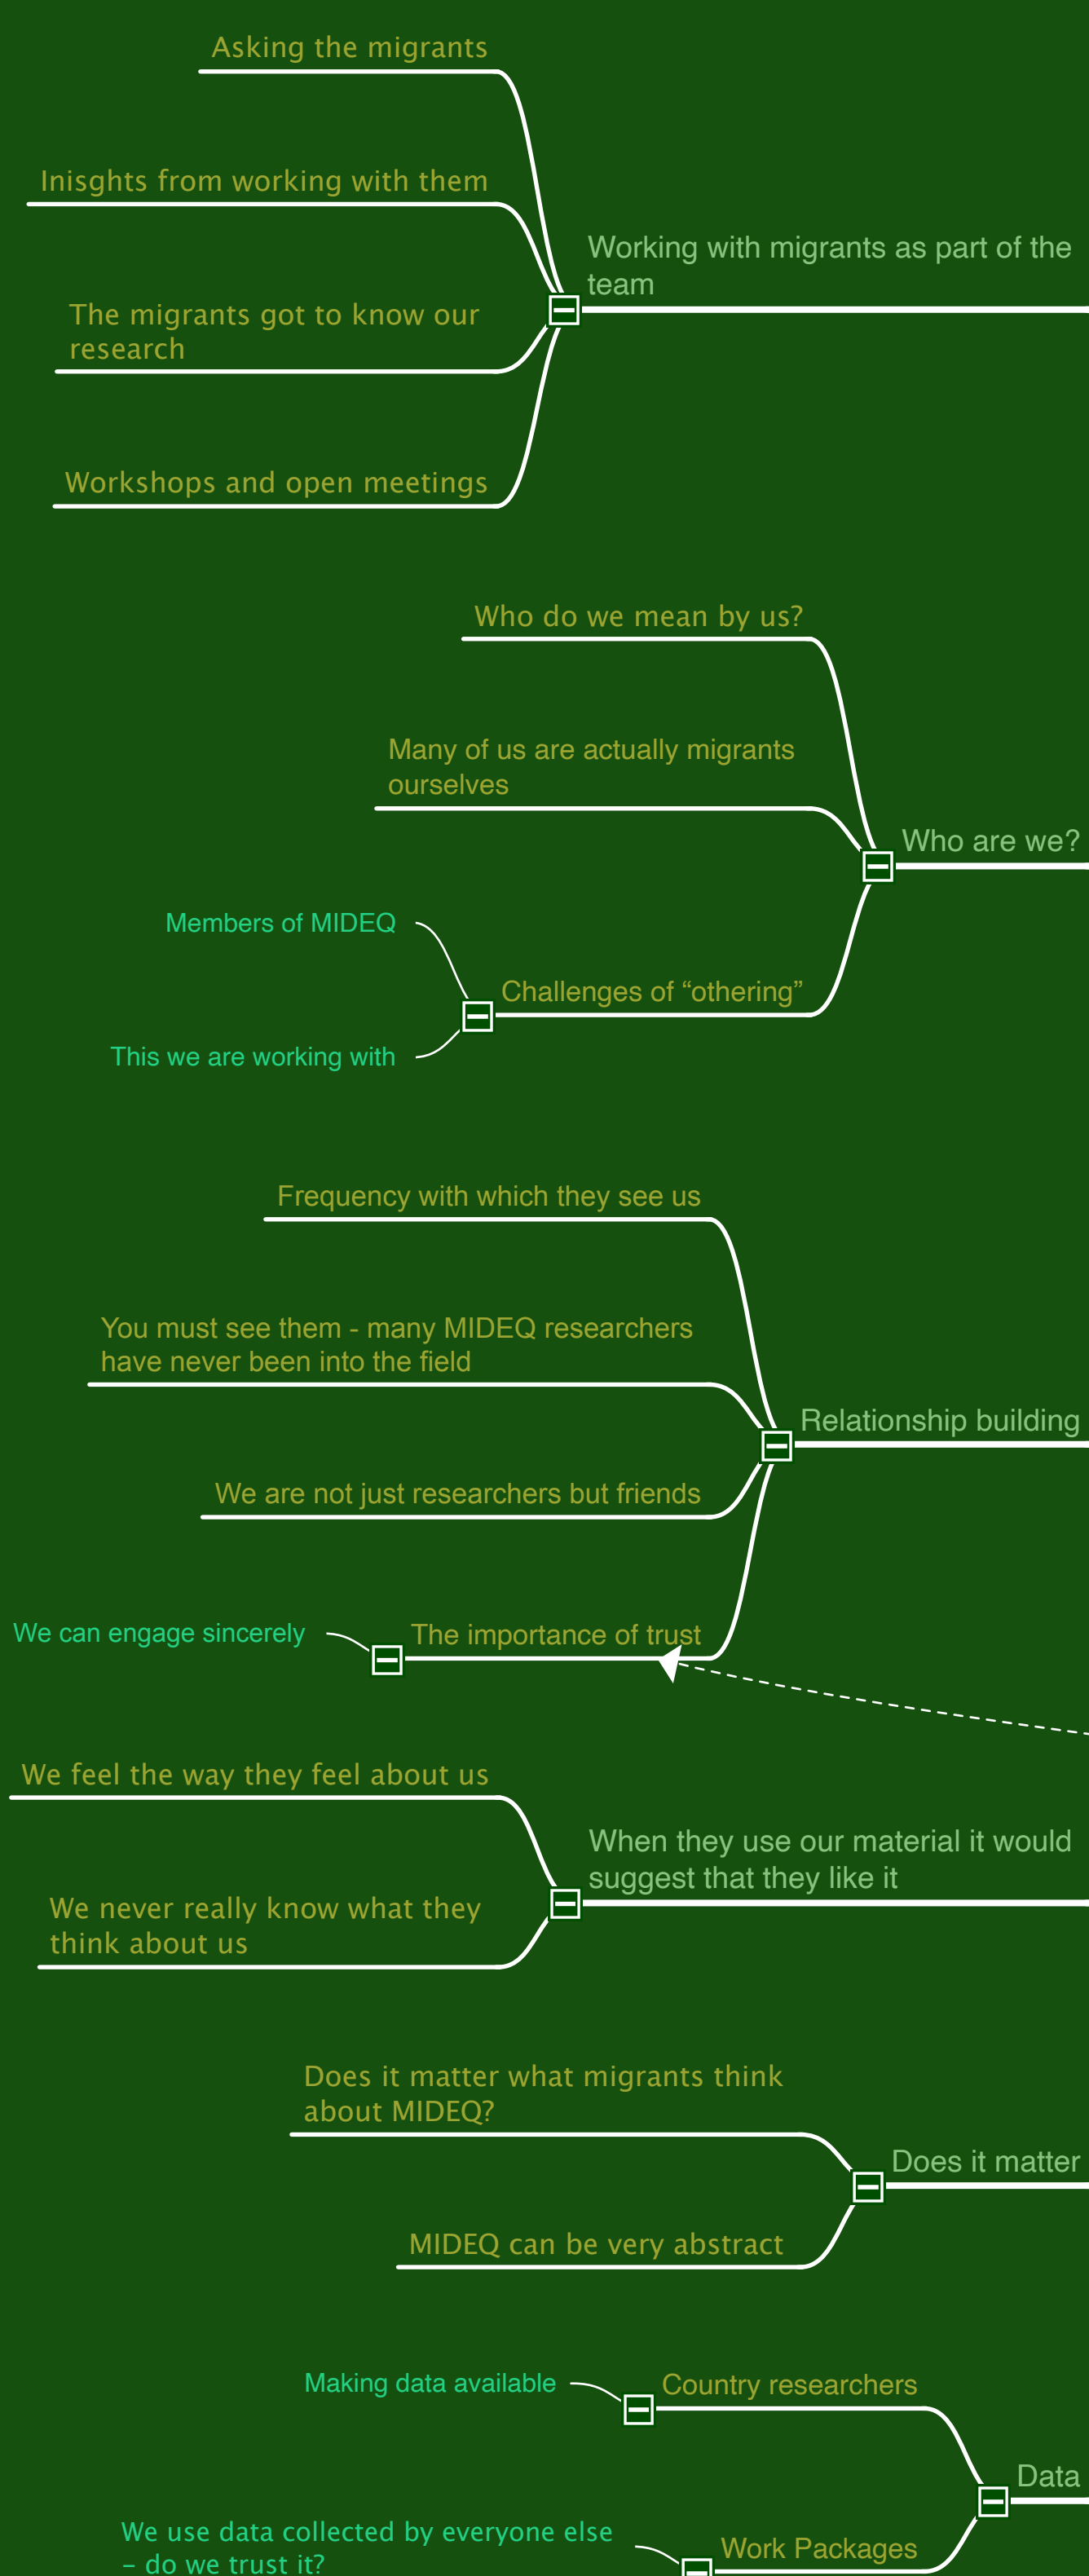 Asking the migrants
Inisghts from working with them
Working with migrants as part of the
team
The migrants got to know our
research
Workshops and open meetings
Who do we mean by us?
Many of us are actually migrants
ourselves
Who are we?
Members of MIDEQ
Challenges of “othering”
This we are working with
Frequency with which they see us
You must see them - many MIDEQ researchers
have never been into the field
Relationship building
We are not just researchers but friends
We can engage sincerely
The importance of trust
We feel the way they feel about us
When they use our material it would
suggest that they like it
We never really know what they
think about us
Does it matter what migrants think
about MIDEQ?
Does it matter
MIDEQ can be very abstract
Making data available
Country researchers
Data
We use data collected by everyone else
– do we trust it?
Work Packages